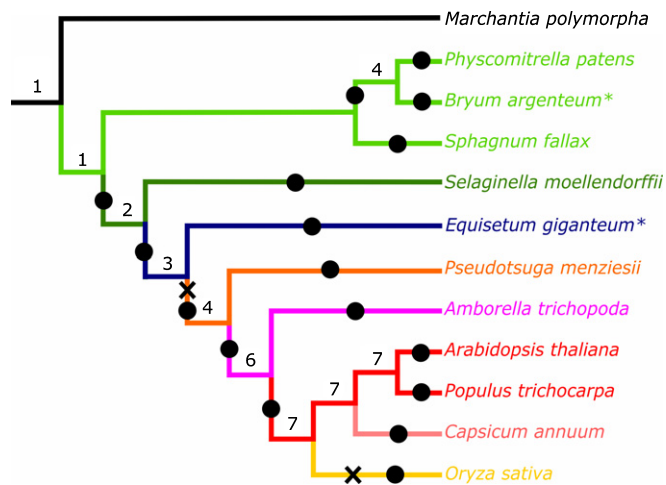 1
Marchantia polymorpha
4
Physcomitrella patens
Bryum argenteum*
1
Sphagnum fallax
2
Selaginella moellendorffii
3
Equisetum giganteum*
4
Pseudotsuga menziesii
6
Amborella trichopoda
7
7
7
Arabidopsis thaliana
Populus trichocarpa
Capsicum annuum
Oryza sativa